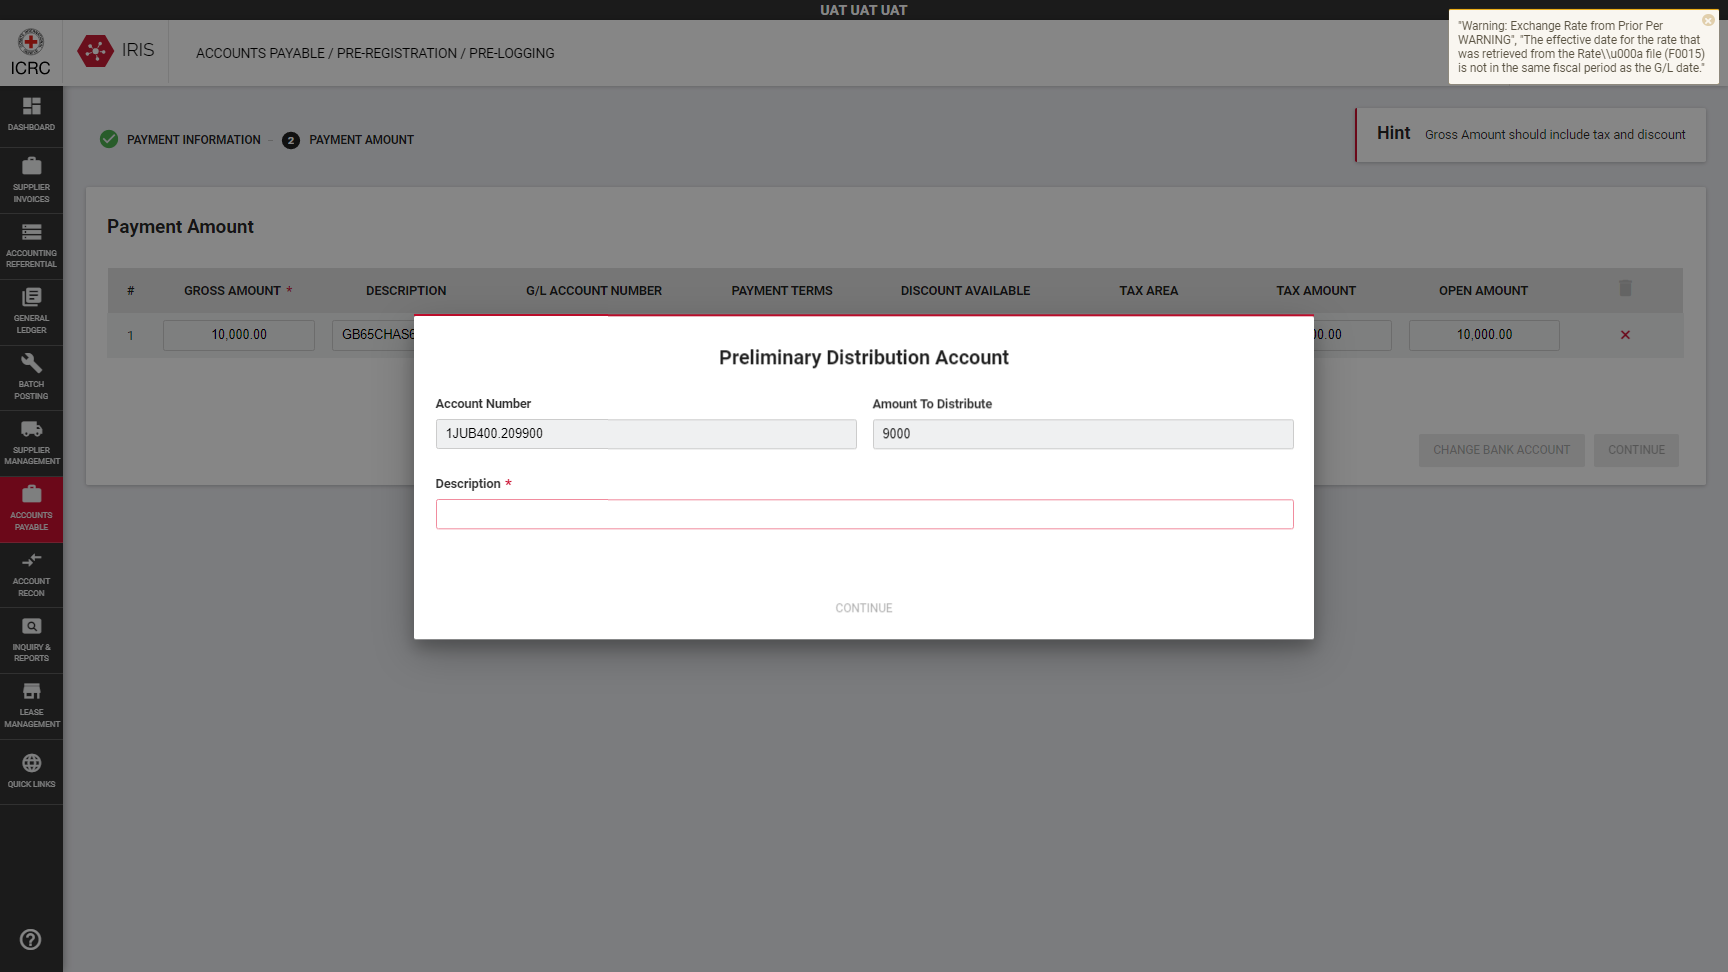 UAT UAT UAT
ICRC
IRIS
ACCOUNTS PAYABLE / PRE-REGISTRATION / PRE-LOGGING
"Warning: Exchange Rate from Prior Per
WARNING", "The effective date for the rate that
was retrieved from the Rate\\u000a file (F0015)
is not in the same fiscal period as the G/L date."
DASHBOARD
SUPPLIER
INVOICES
ACCOUNTING
REFERENTIAL
GENERAL
LEDGER
BATCH
POSTING
SUPPLIER
MANAGEMENT
ACCOUNTS
PAYABLE
ACCOUNT
RECON
INQUIRY &
REPORTS
LEASE
MANAGEMENT
QUICK LINKS
PAYMENT INFORMATION - 2 PAYMENT AMOUNT
Hint Gross Amount should include tax and discount
Payment Amount
# GROSS AMOUNT * DESCRIPTION G/L ACCOUNT NUMBER PAYMENT TERMS DISCOUNT AVAILABLE TAX AREA TAX AMOUNT OPEN AMOUNT
1 10,000.00 GB65CHAS 10,000.00
CHANGE BANK ACCOUNT CONTINUE
Preliminary Distribution Account
Account Number Amount To Distribute
1JUB400.209900 9000
Description *
CONTINUE